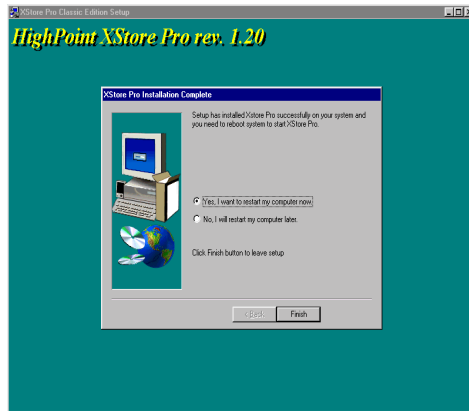 XStore Pro Classic Edition Setup
HighPoint XStore Pro rev. 1.20
XStore Pro Installation Complete
Setup has installed Xstore Pro successfully on your system and
you need to reboot system to start XStore Pro.
Yes, I want to restart my computer now.
No, I will restart my computer later.
Click Finish button to leave setup
< Back
Finish